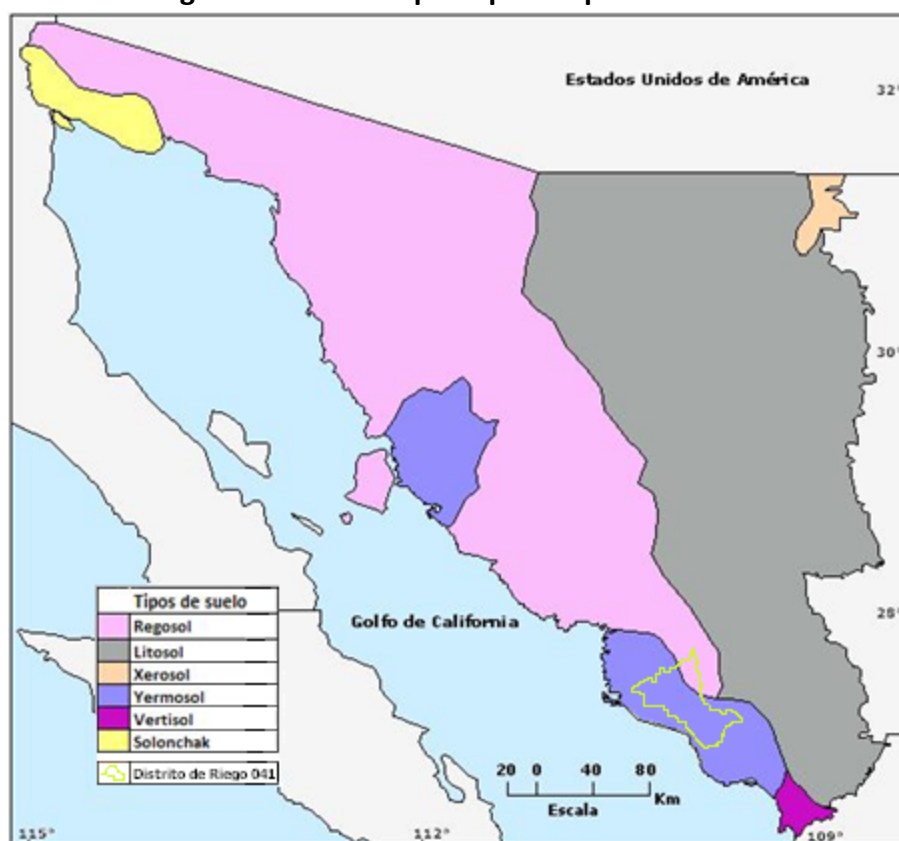 Estados Unidos de América
32°
30°
28°
Golfo de California
Tipos de suelo
Regosol
Litosol
Xerosol
Yermosol
Vertisol
Solonchak
Distrito de Riego 041
20 0 40 80
Km
Escala
115°
112°
109°